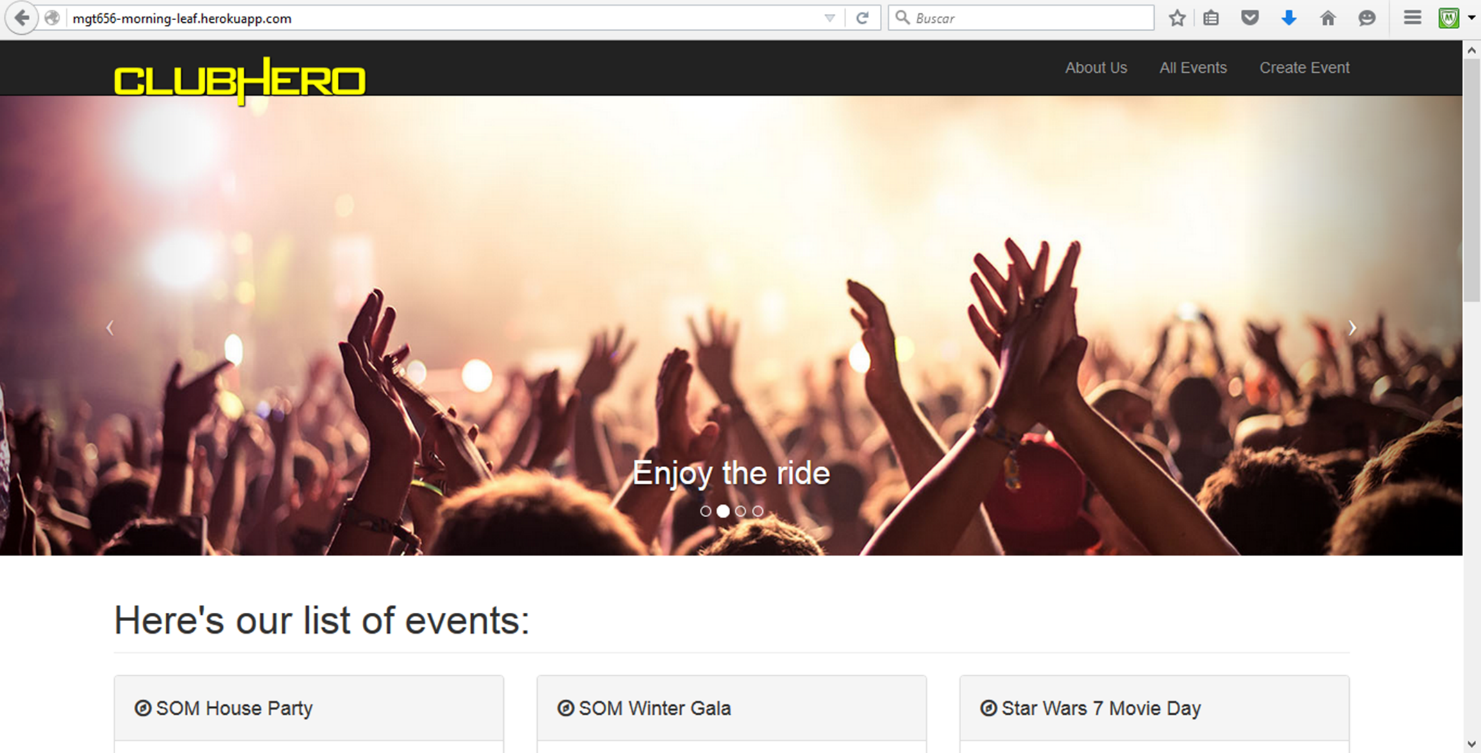 mgt656-morning-leaf.herokuapp.com
Buscar
CLUBHERO
About Us
All Events
Create Event
Enjoy the ride
Here's our list of events:
SOM House Party
SOM Winter Gala
Star Wars 7 Movie Day